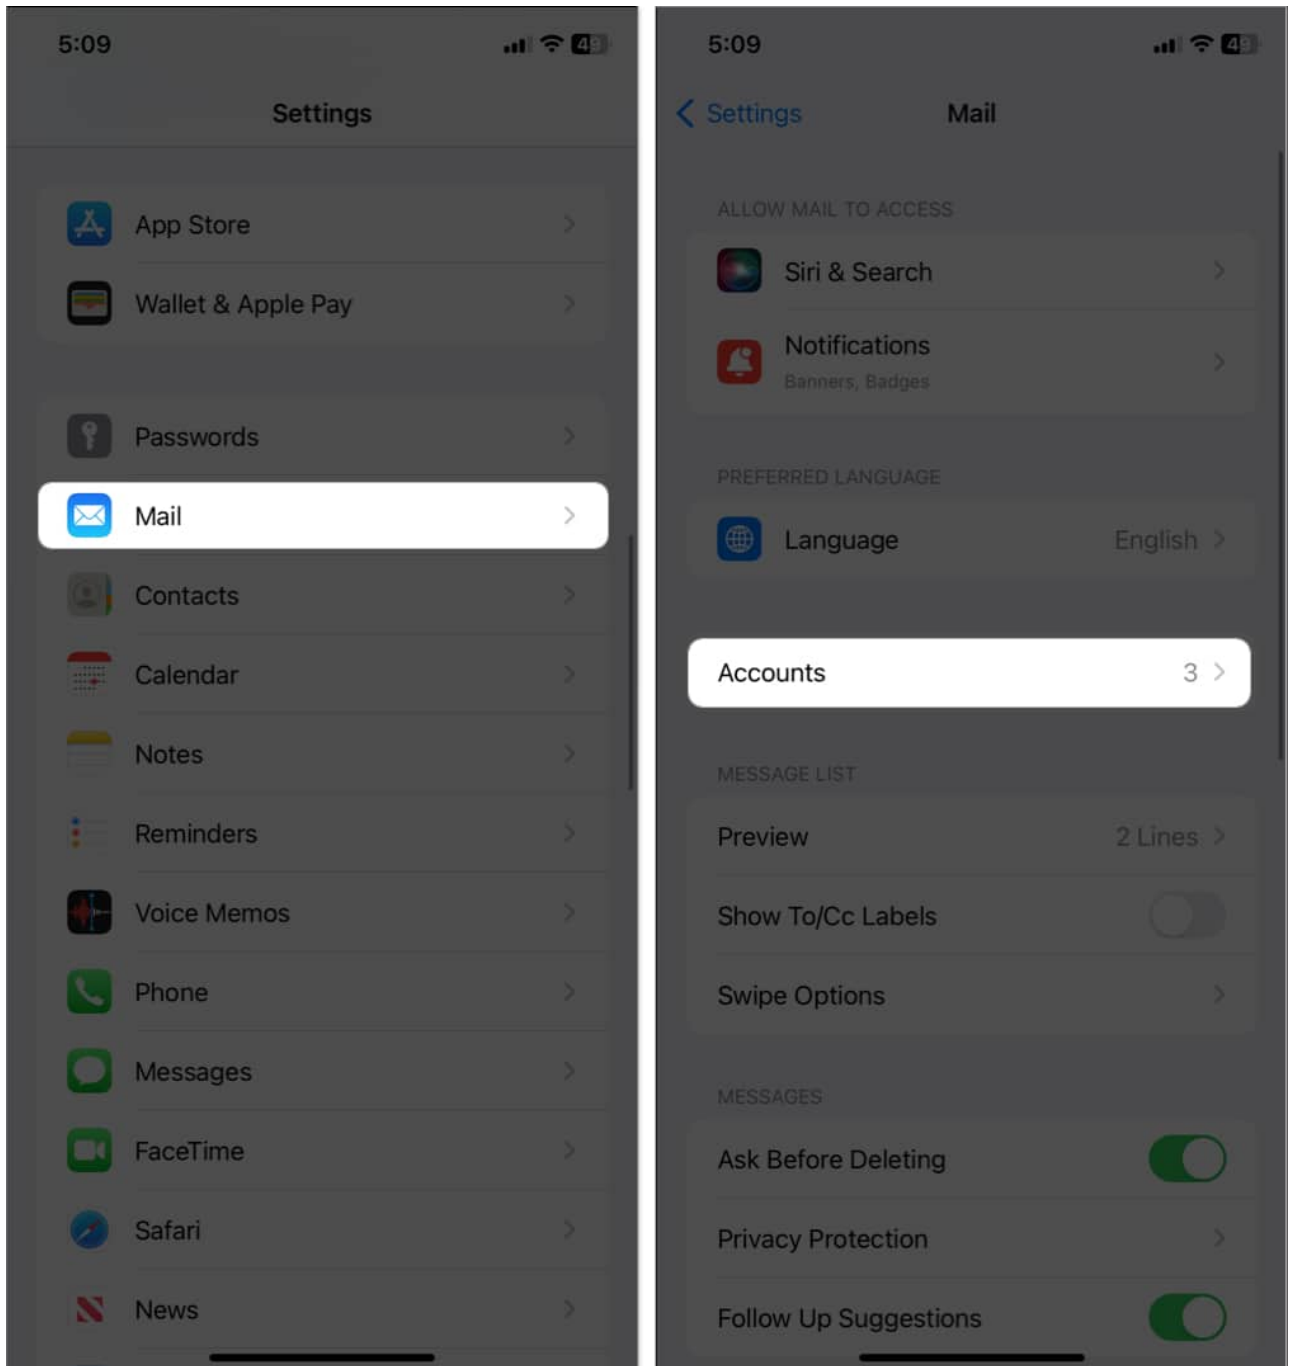 5:09
49
Settings
App Store
Wallet & Apple Pay
Passwords
Mail
Contacts
Calendar
Notes
Reminders
Voice Memos
Phone
Messages
FaceTime
Safari
News
5:09
49
Settings
Mail
ALLOW MAIL TO ACCESS
Siri & Search
Notifications
Banners, Badges
PREFERRED LANGUAGE
Language English
Accounts 3
MESSAGE LIST
Preview 2 Lines
Show To/Cc Labels
Swipe Options
MESSAGES
Ask Before Deleting
Privacy Protection
Follow Up Suggestions